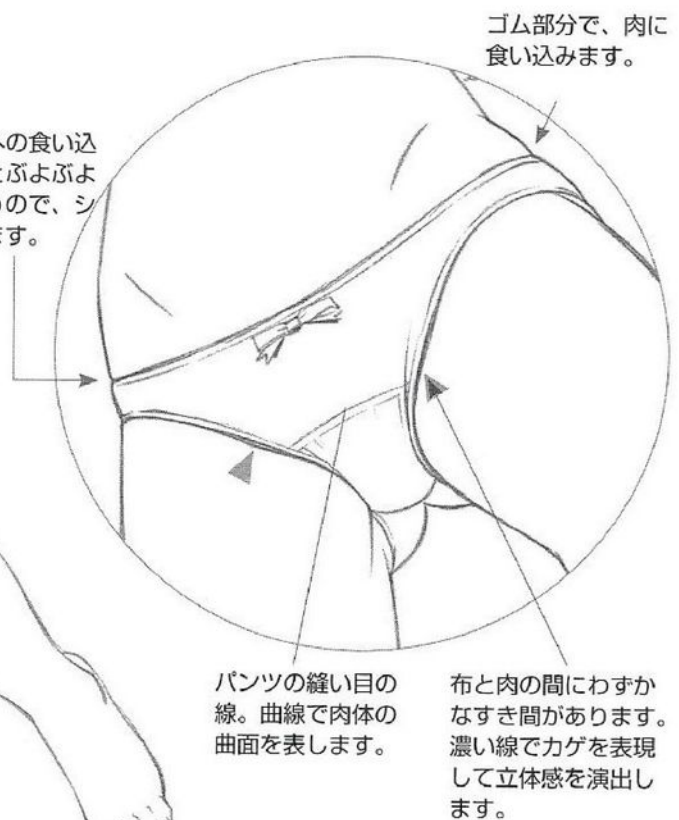 ゴム部分で、肉に
食い込みます。
への食い込
とぶよぶよ
ので、シ
ます。
パンツの縫い目の
線。曲線で肉体の
曲面を表します。
布と肉の間にわずか
なすき間があります。
濃い線でカゲを表現
して立体感を演出し
ます。